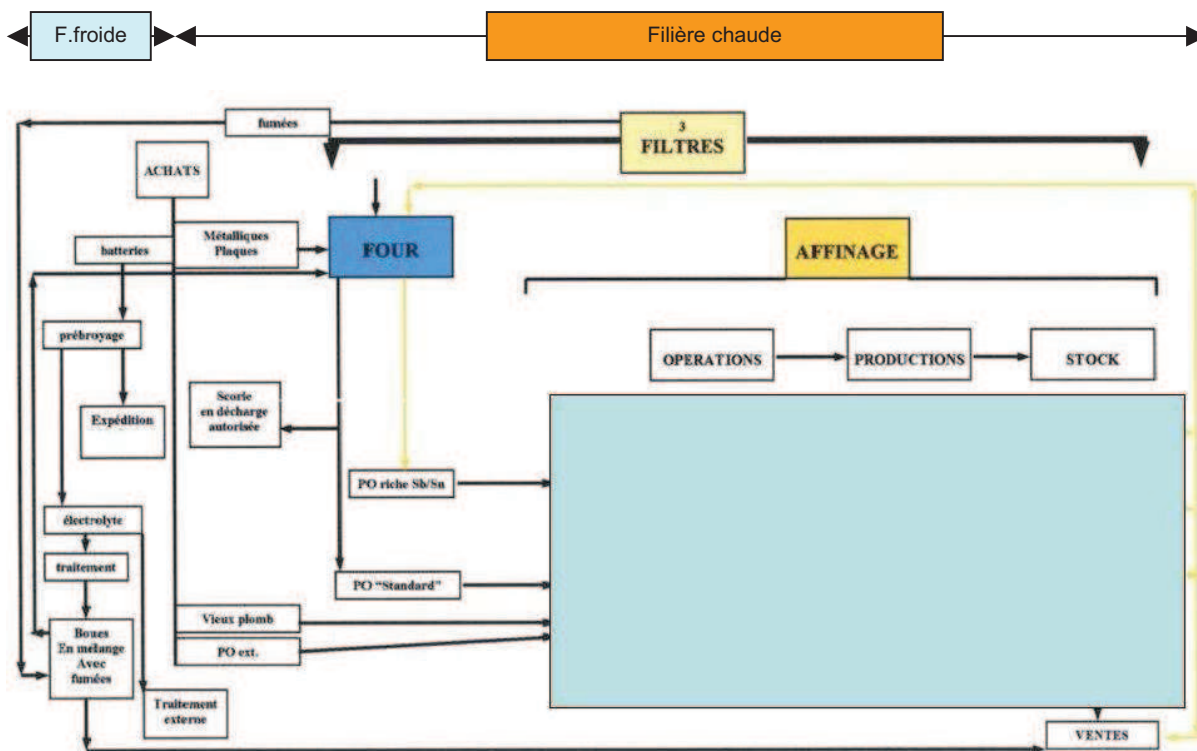 F.froide
Filière chaude
fumées
3
FILTRES
ACHATS
Métalliques
Plaques
batteries
FOUR
AFFINAGE
prébroyage
OPERATIONS
PRODUCTIONS
STOCK
Scorie
en décharge
autorisée
Expédition
PO riche Sb/Sn
électrolyte
traitement
PO "Standard"
Vieux plomb
Boues
En mélange
Avec
fumées
PO ext.
Traitement
externe
VENTES